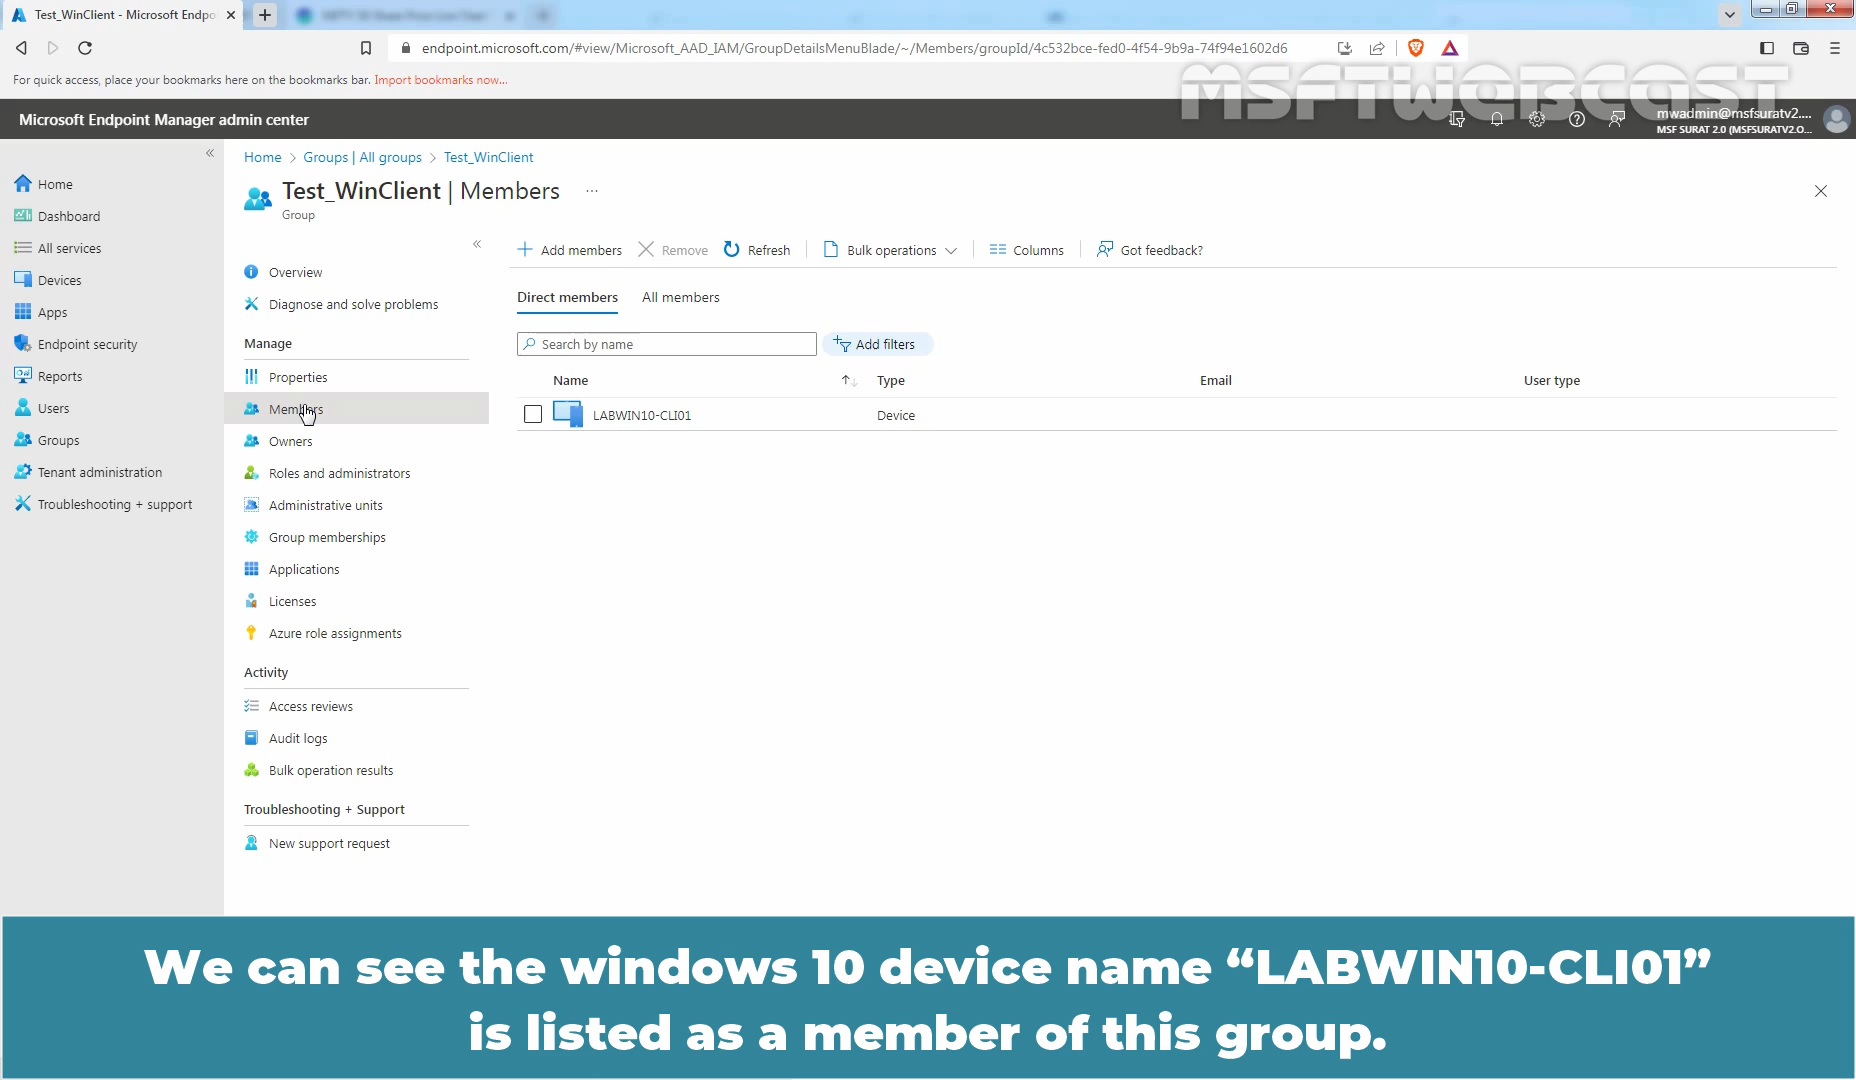 Test_WinClient - Microsoft Endpo
endpoint.microsoft.com/#view/Microsoft_AAD_IAM/GroupDetailsMenuBlade/~/Members/groupId/4c532bce-fed0-4f54-9b9a-74f94e1602d6
For quick access, place your bookmarks here on the bookmarks bar. Import bookmarks now...
MSFTWEBCAST
Microsoft Endpoint Manager admin center
mwadmin@msfsuratv2....
MSF SURAT 2.0 (MSFSURATV2.O...
Home > Groups | All groups > Test_WinClient
Test_WinClient | Members ...
Group
Home
Dashboard
All services
Devices
Apps
Endpoint security
Reports
Users
Groups
Tenant administration
Troubleshooting + support
Overview
Diagnose and solve problems
Manage
Properties
Members
Owners
Roles and administrators
Administrative units
Group memberships
Applications
Licenses
Azure role assignments
Activity
Access reviews
Audit logs
Bulk operation results
Troubleshooting + Support
New support request
Add members Remove Refresh Bulk operations Columns Got feedback?
Direct members All members
Search by name Add filters
Name Type Email User type
LABWIN10-CLI01 Device
We can see the windows 10 device name “LABWIN10-CLI01”
is listed as a member of this group.